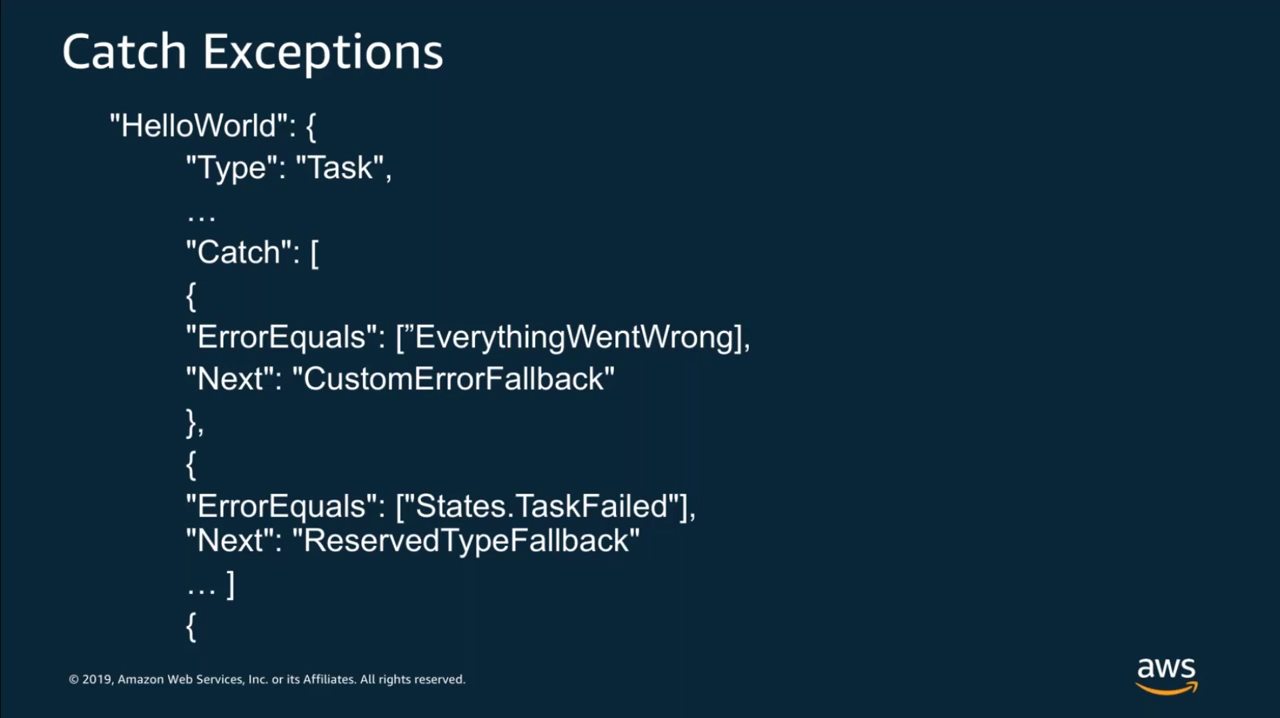 Catch Exceptions
"HelloWorld": {
"Type": "Task",
…
"Catch": [
{
"ErrorEquals": [”EverythingWentWrong],
"Next": "CustomErrorFallback"
},
{
"ErrorEquals": ["States.TaskFailed"],
"Next": "ReservedTypeFallback"
… ]
{
© 2019, Amazon Web Services, Inc. or its Affiliates. All rights reserved.
aws